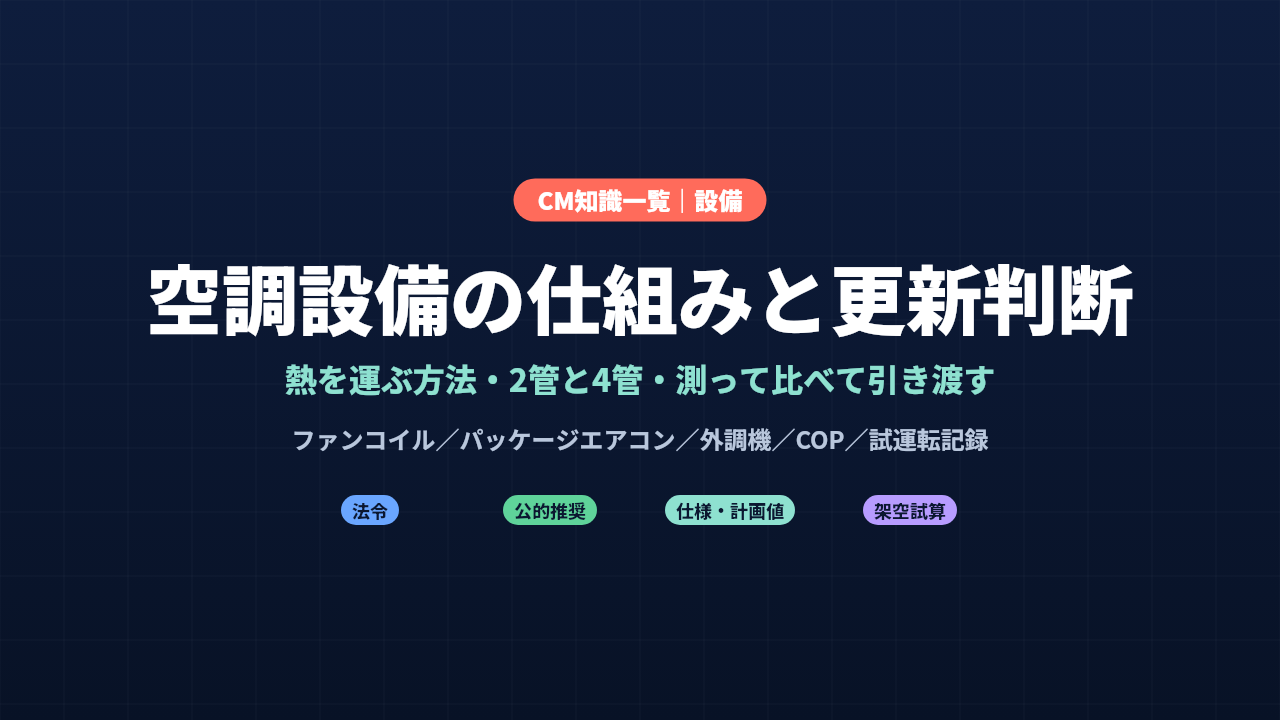 CM知識一覧｜設備
空調設備の仕組みと更新判断
熱を運ぶ方法・2管と4管・測って比べて引き渡す
ファンコイル／パッケージエアコン／外調機／COP／試運転記録
法令 公的推奨 仕様・計画値 架空試算